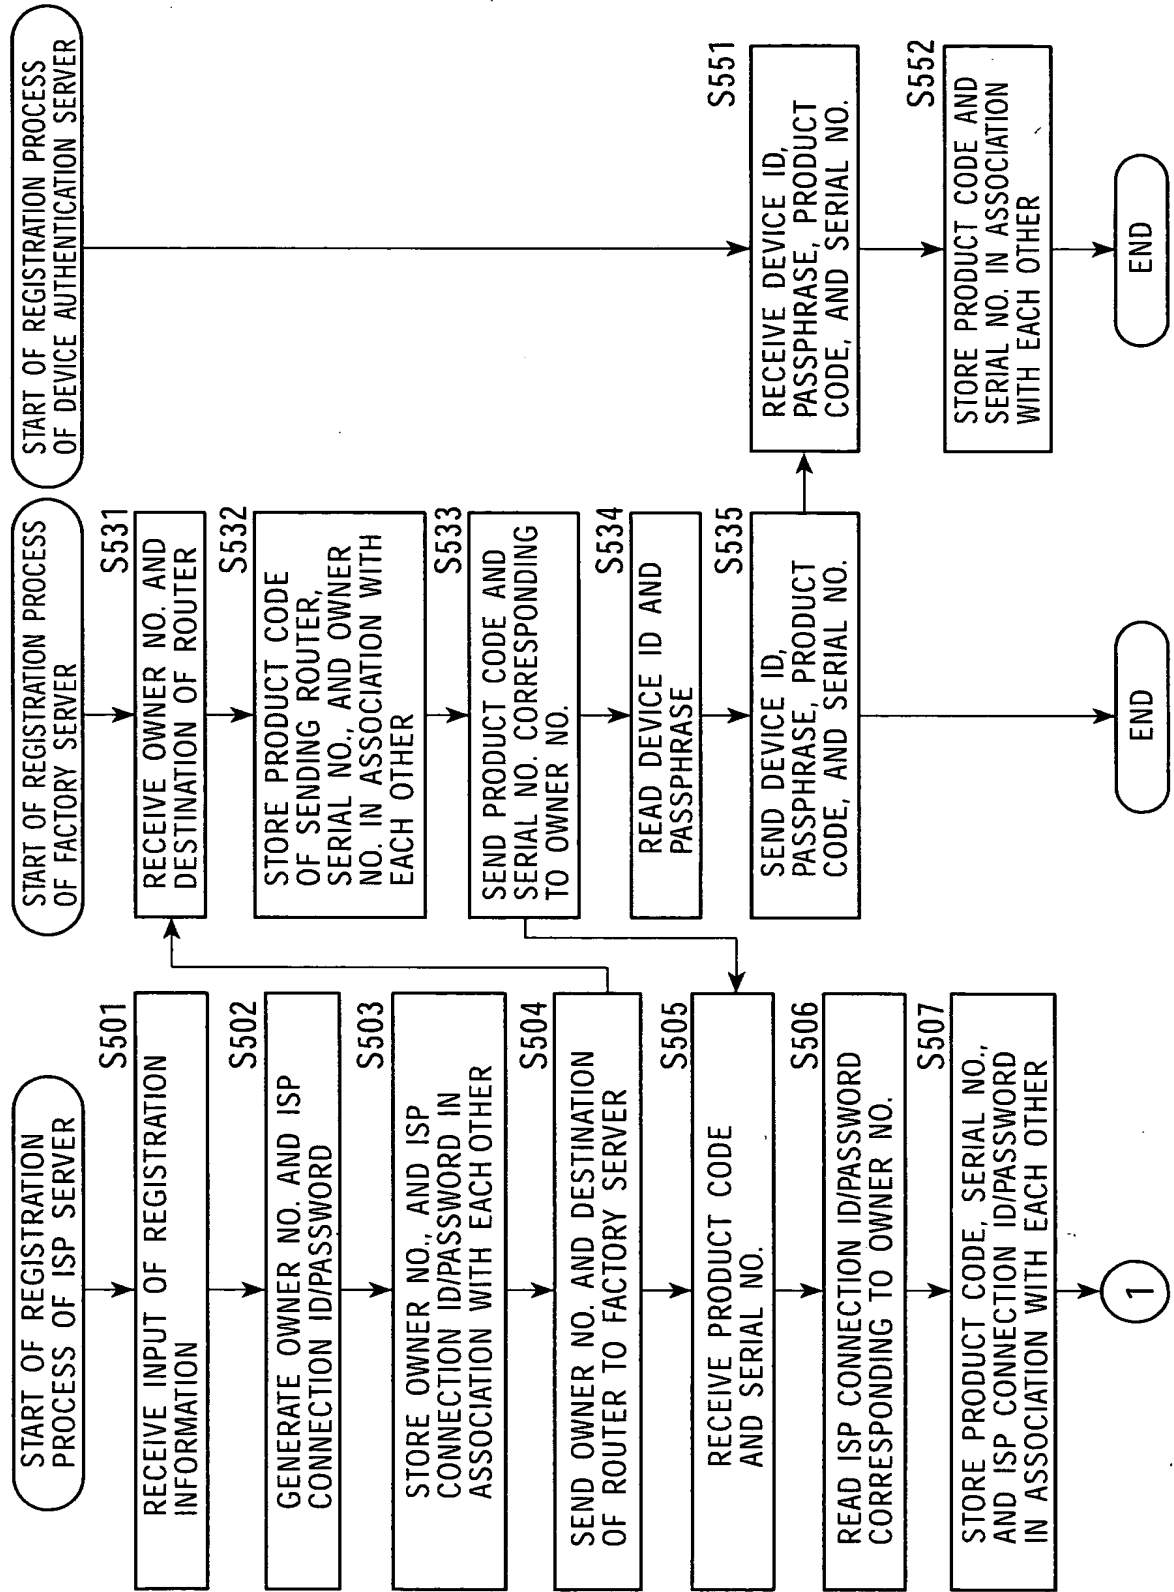 START OF REGISTRATION
PROCESS OF ISP SERVER
S501
RECEIVE INPUT OF REGISTRATION
INFORMATION
S502
GENERATE OWNER NO. AND ISP
CONNECTION ID/PASSWORD
S503
STORE OWNER NO., AND ISP
CONNECTION ID/PASSWORD IN
ASSOCIATION WITH EACH OTHER
S504
SEND OWNER NO. AND DESTINATION
OF ROUTER TO FACTORY SERVER
S505
RECEIVE PRODUCT CODE
AND SERIAL NO.
S506
READ ISP CONNECTION ID/PASSWORD
CORRESPONDING TO OWNER NO.
S507
STORE PRODUCT CODE, SERIAL NO.,
AND ISP CONNECTION ID/PASSWORD
IN ASSOCIATION WITH EACH OTHER
1
START OF REGISTRATION PROCESS
OF FACTORY SERVER
S531
RECEIVE OWNER NO. AND
DESTINATION OF ROUTER
S532
STORE PRODUCT CODE
OF SENDING ROUTER,
SERIAL NO., AND OWNER
NO. IN ASSOCIATION WITH
EACH OTHER
S533
SEND PRODUCT CODE AND
SERIAL NO. CORRESPONDING
TO OWNER NO.
S534
READ DEVICE ID AND
PASSPHRASE
S535
SEND DEVICE ID,
PASSPHRASE, PRODUCT
CODE, AND SERIAL NO.
END
START OF REGISTRATION PROCESS
OF DEVICE AUTHENTICATION SERVER
S551
RECEIVE DEVICE ID,
PASSPHRASE, PRODUCT
CODE, AND SERIAL NO.
S552
STORE PRODUCT CODE AND
SERIAL NO. IN ASSOCIATION
WITH EACH OTHER
END